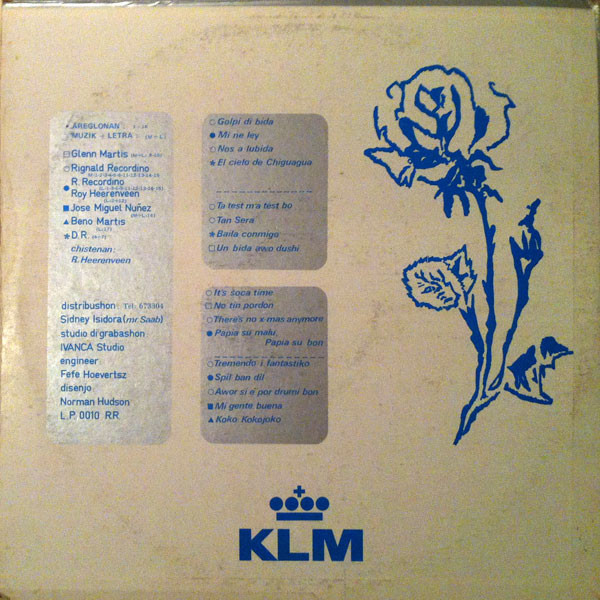 AREGLONAN:
MUZIK + LETRA:
Glenn Martis
Rignald Recordino
R. Recordino
Roy Heerenveen
Jose Miguel Nuñez
Beno Martis
D.R.
chistenan:
R.Heerenveen
distribushon: Tel: 673304
Sidney Isidora(mr.Saab)
studio di grabashon
IVANCA Studio
engineer
Fefe Hoevertsz
disenjo
Norman Hudson
L.P. 0010 R.R.
Golpi di bida
Mi ne ley
Nos a lubida
El cielo de Chiguagua
Ta test m'a test bo
Tan Sera
Baila conmigo
Un bida awo dushi
It's soca time
No tin pordon
There's no x-mas anymore
Papia su malu,
Papia su bon
Tremendo i fantastiko
Spil ban dil
Awor si e por drumi bon
Mi gente buena
Koko Kokojoko
KLM